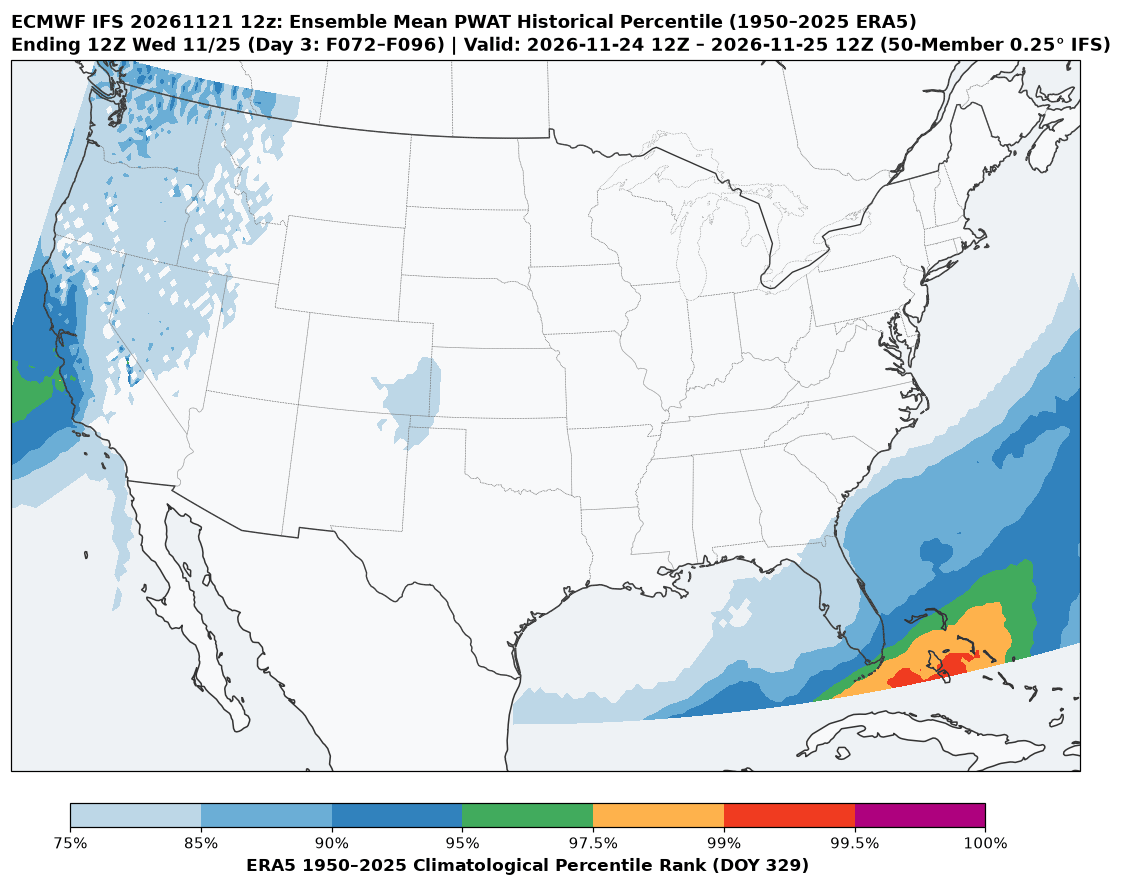 ECMWF IFS 20261121 12z: Ensemble Mean PWAT Historical Percentile (1950–2025 ERA5)
Ending 12Z Wed 11/25 (Day 3: F072–F096) | Valid: 2026-11-24 12Z – 2026-11-25 12Z (50-Member 0.25° IFS)
75% 85% 90% 95% 97.5% 99% 99.5% 100%
ERA5 1950–2025 Climatological Percentile Rank (DOY 329)